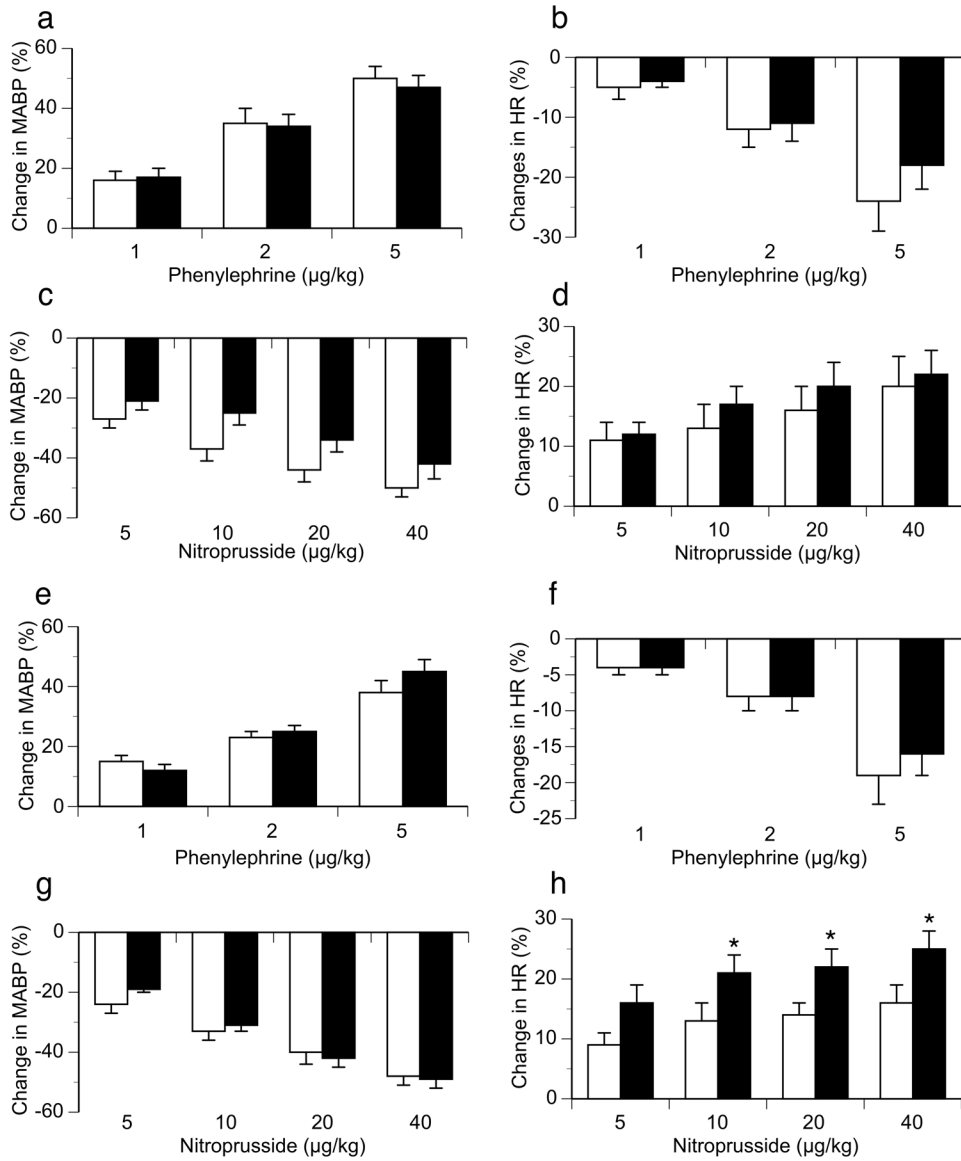 a
Change in MABP (%)
60
40
20
0
1 2 5
Phenylephrine (µg/kg)
b
Changes in HR (%)
0
-10
-20
-30
1 2 5
Phenylephrine (µg/kg)
c
Change in MABP (%)
-0
-20
-40
-60
5 10 20 40
Nitroprusside (µg/kg)
d
Change in HR (%)
30
20
10
0
5 10 20 40
Nitroprusside (µg/kg)
e
Change in MABP (%)
60
40
20
0
1 2 5
Phenylephrine (µg/kg)
f
Changes in HR (%)
0
-5
-10
-15
-20
-25
1 2 5
Phenylephrine (µg/kg)
g
Change in MABP (%)
0
-20
-40
-60
5 10 20 40
Nitroprusside (µg/kg)
h
Change in HR (%)
30
20
10
0
* * *
5 10 20 40
Nitroprusside (µg/kg)